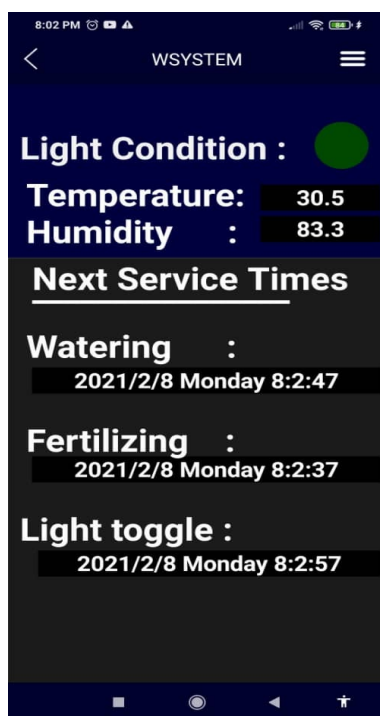 8:02 PM
WSYSTEM
Light Condition :
Temperature: 30.5
Humidity : 83.3
Next Service Times
Watering :
2021/2/8 Monday 8:2:47
Fertilizing :
2021/2/8 Monday 8:2:37
Light toggle :
2021/2/8 Monday 8:2:57